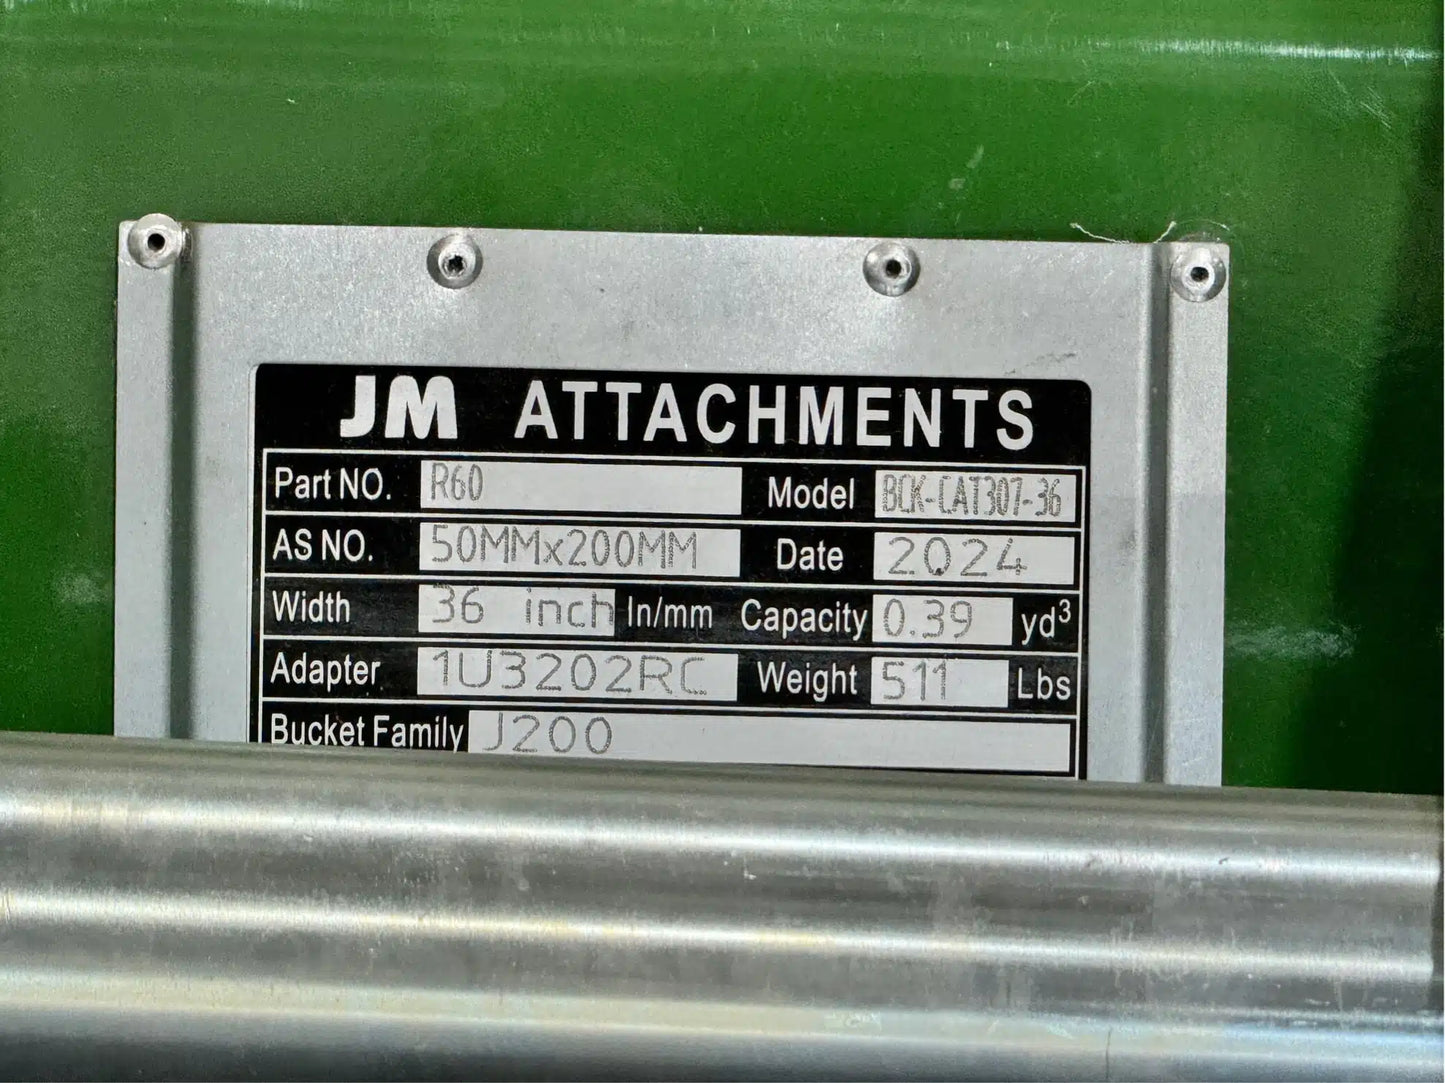 JM ATTACHMENTS
Part NO. R60 Model BCK-CAT307-36
AS NO. 50MMx200MM Date 2024
Width 36 inch In/mm Capacity 0.39 yd³
Adapter 1U3202RC Weight 511 Lbs
Bucket Family J200